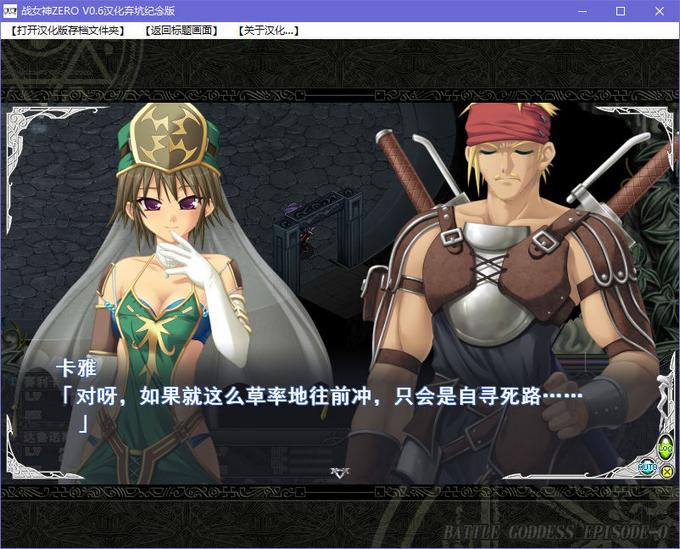 战女神ZERO V0.6汉化弃坑纪念版
【打开汉化版存档文件夹】 【返回标题画面】 【关于汉化...】
卡雅
「对呀，如果就这么草率地往前冲，只会是自寻死路……
」
LOG
AUTO
BATTLE GODDESS EPISODE-0